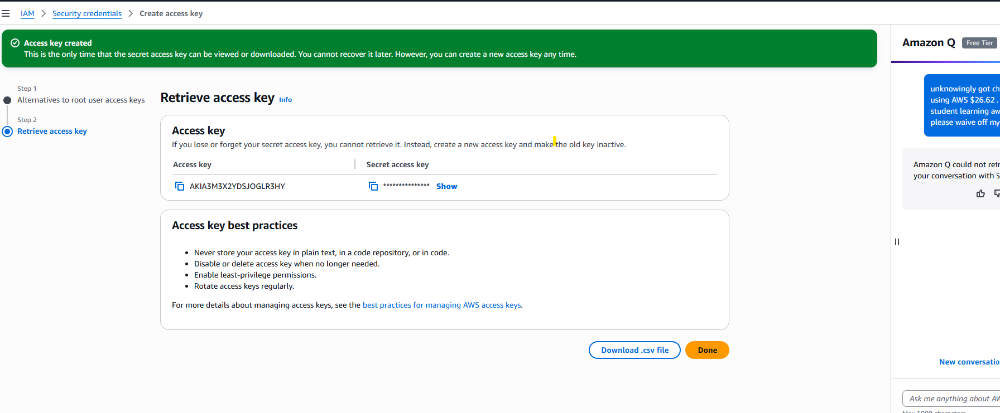 IAM > Security credentials > Create access key
Access key created
This is the only time that the secret access key can be viewed or downloaded. You cannot recover it later. However, you can create a new access key any time.
Step 1
Alternatives to root user access keys
Step 2
Retrieve access key
Retrieve access key Info
Access key
If you lose or forget your secret access key, you cannot retrieve it. Instead, create a new access key and make the old key inactive.
Access key
Secret access key
AKIA3M3X2YDSJOGLR3HY
*************** Show
Access key best practices
• Never store your access key in plain text, in a code repository, or in code.
• Disable or delete access key when no longer needed.
• Enable least-privilege permissions.
• Rotate access keys regularly.
For more details about managing access keys, see the best practices for managing AWS access keys.
Download .csv file
Done
Amazon Q Free Tier
unknowingly got
using AWS $26.62 .
student learning
please waive off my
Amazon Q could not
your conversation with
New
Ask me anything about